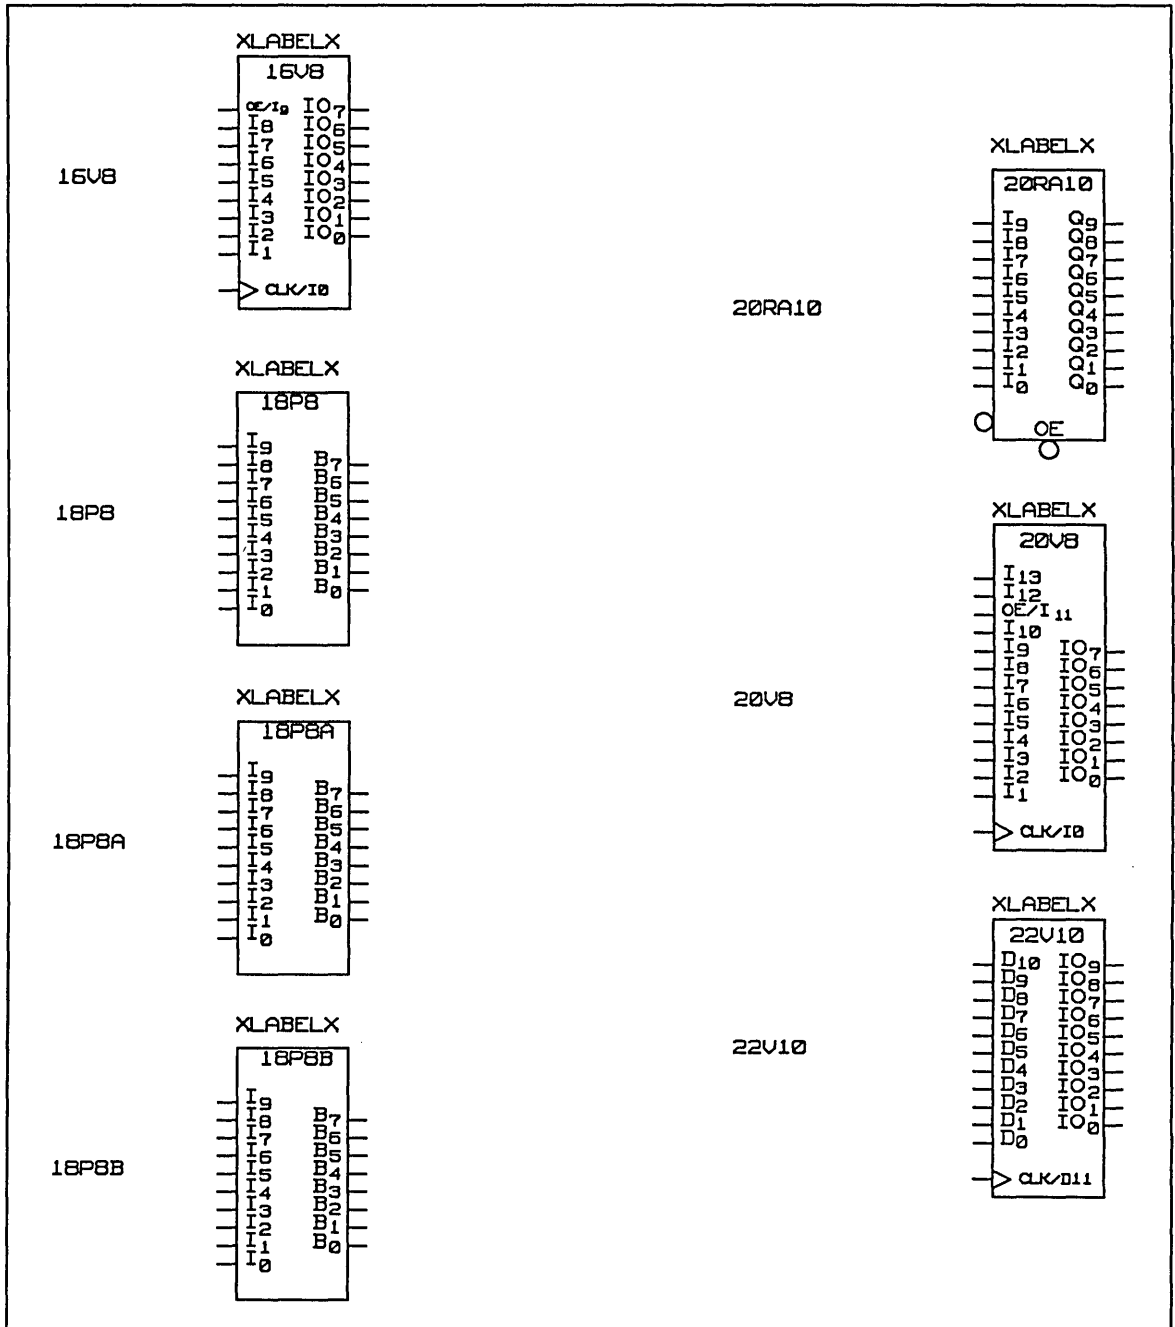 XLABELX
16V8
OE/I9 IO7
I8 IO6
I7 IO5
I6 IO4
I5 IO3
I4 IO2
I3 IO1
I2 IO0
I1
CLK/I0
16V8
XLABELX
18P8
I9
I8 B7
I7 B6
I6 B5
I5 B4
I4 B3
I3 B2
I2 B1
I1 B0
I0
18P8
XLABELX
18P8A
I9
I8 B7
I7 B6
I6 B5
I5 B4
I4 B3
I3 B2
I2 B1
I1 B0
I0
18P8A
XLABELX
18P8B
I9
I8 B7
I7 B6
I6 B5
I5 B4
I4 B3
I3 B2
I2 B1
I1 B0
I0
18P8B
XLABELX
20RA10
I9 Q9
I8 Q8
I7 Q7
I6 Q6
I5 Q5
I4 Q4
I3 Q3
I2 Q2
I1 Q1
I0 Q0
OE
20RA10
XLABELX
20V8
I13
I12
OE/I11
I10
I9 IO7
I8 IO6
I7 IO5
I6 IO4
I5 IO3
I4 IO2
I3 IO1
I2 IO0
I1
CLK/I0
20V8
XLABELX
22V10
D10 IO9
D9 IO8
D8 IO7
D7 IO6
D6 IO5
D5 IO4
D4 IO3
D3 IO2
D2 IO1
D1 IO0
D0
CLK/D11
22V10